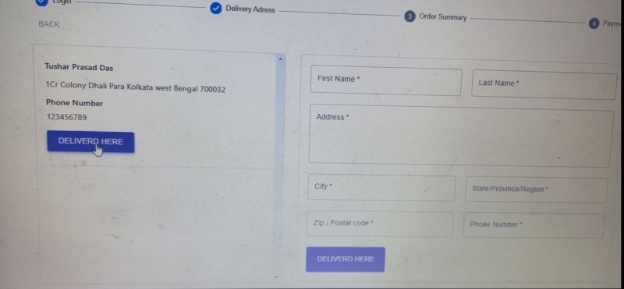 Login
Delivery Adress
3 Order Summary
4
BACK
Tushar Prasad Das
1Cr Colony Dhali Para Kolkata west Bengal 700032
Phone Number
123456789
DELIVERD HERE
First Name *
Last Name *
Address *
City *
State/Province/Region *
Zip / Postal code *
Phone Number *
DELIVERD HERE